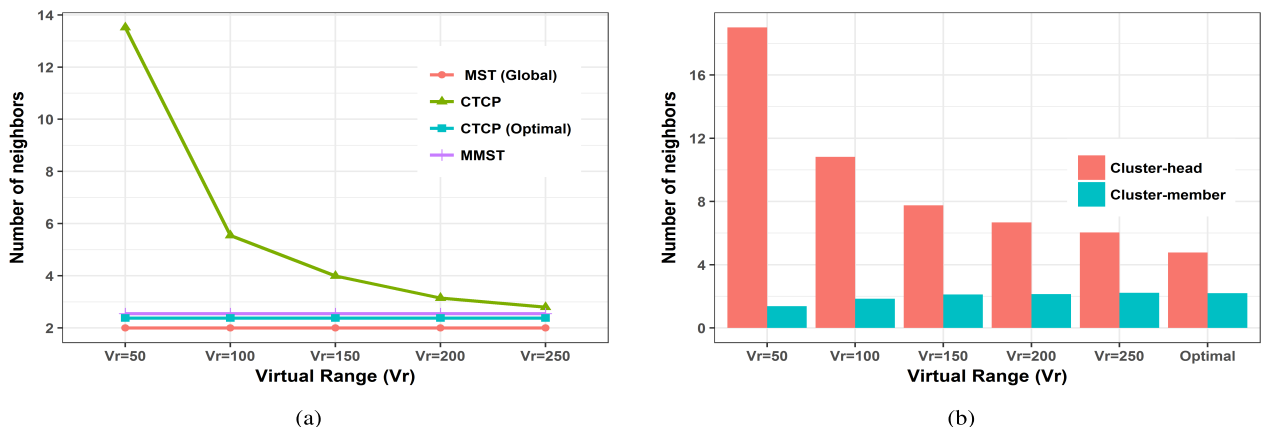 Number of neighbors
14
12
10
8
6
4
2
MST (Global)
CTCP
CTCP (Optimal)
MMST
Vr=50 Vr=100 Vr=150 Vr=200 Vr=250
Virtual Range (Vr)
(a)
Number of neighbors
16
12
8
4
0
Cluster-head
Cluster-member
Vr=50 Vr=100 Vr=150 Vr=200 Vr=250 Optimal
Virtual Range (Vr)
(b)